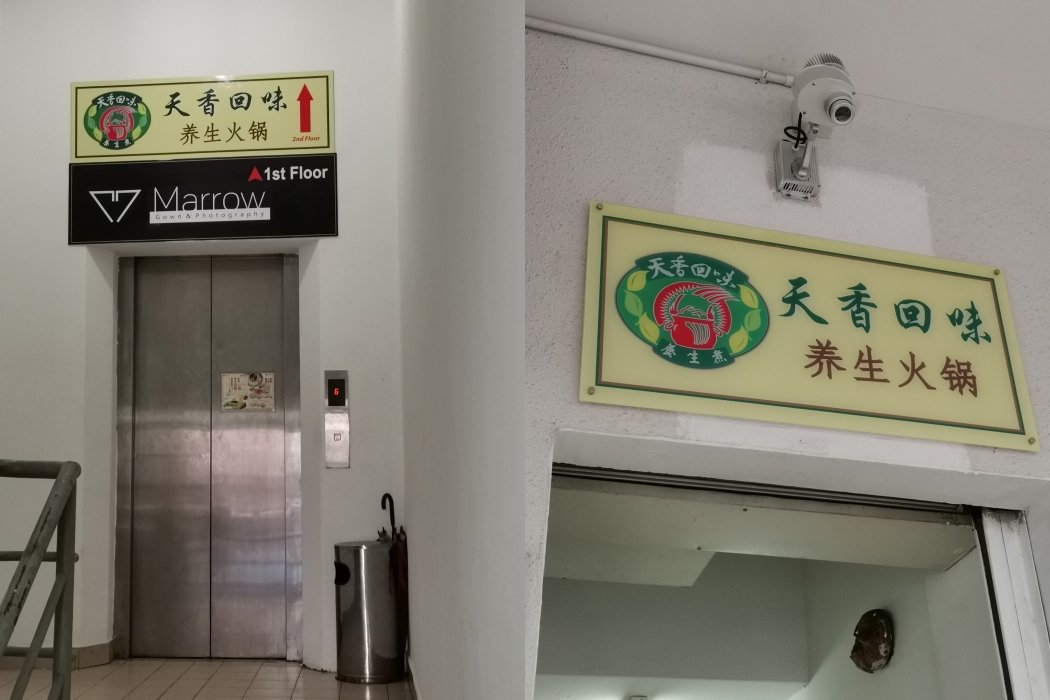 天香回味
养生煮
天香回味
养生火锅
2nd Floor
1st Floor
Marrow
Gown & Photography
G
天香回味
养生煮
天香回味
养生火锅